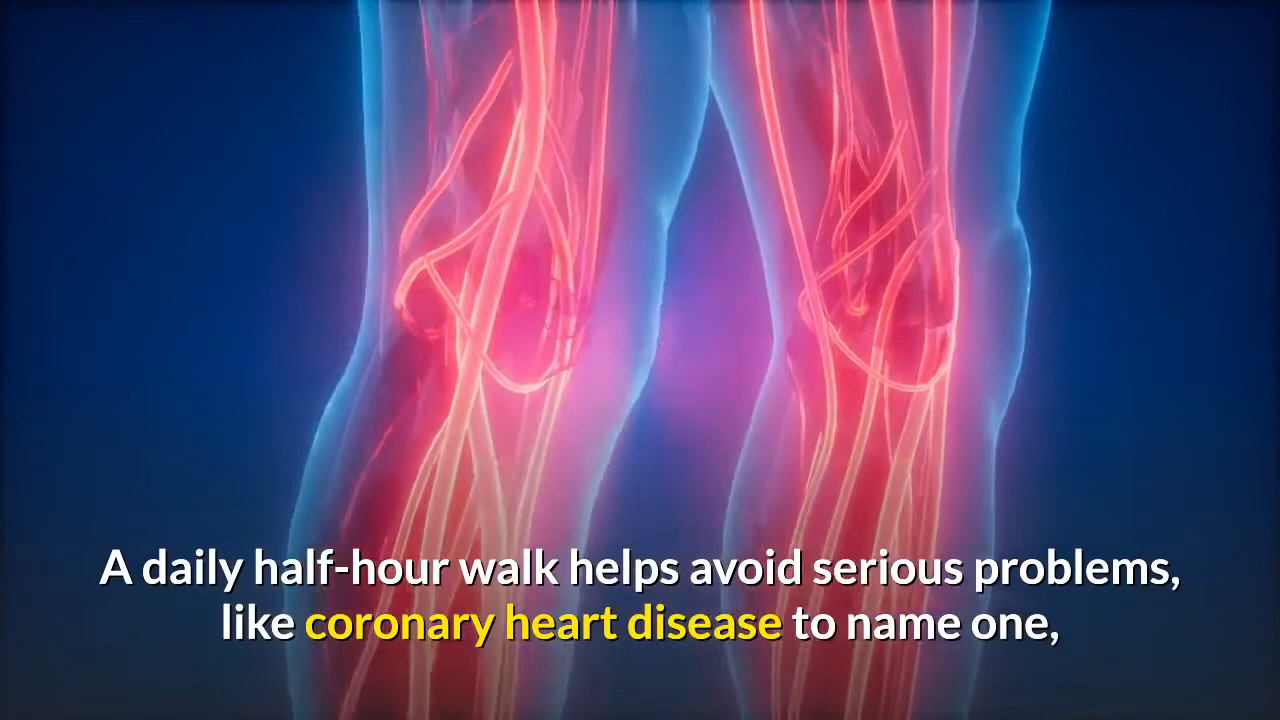 A daily half-hour walk helps avoid serious problems,
like coronary heart disease to name one,